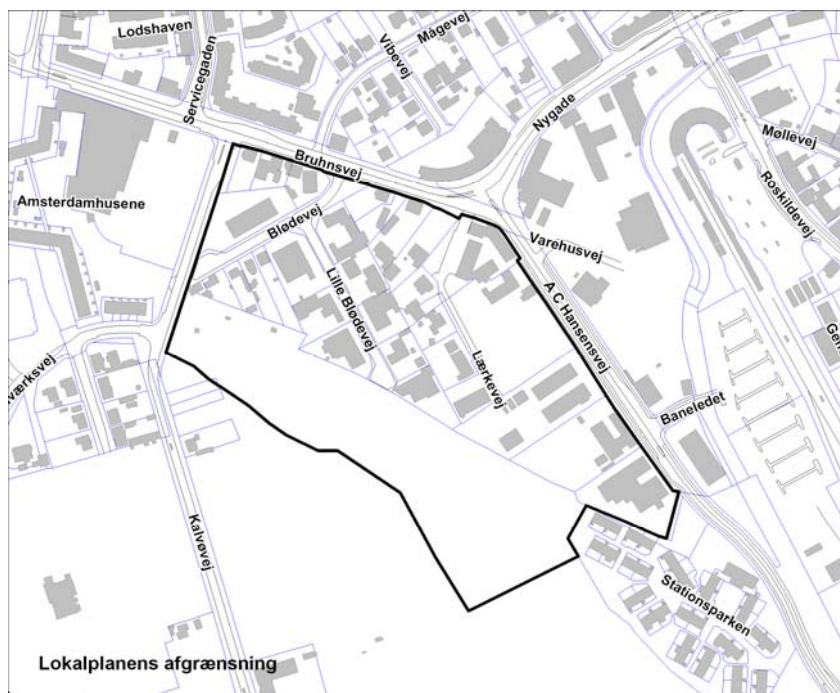 Lodshaven
Servicegaden
Vibevej
Mågevej
Nygade
Møllevej
Roskildevej
Bruhnsvej
Amsterdamhusene
Blødevej
Varehusvej
Lille Blødevej
A C Hansensvej
Lærkevej
værksvej
Baneledet
Kalvøvej
Stationsparken
Lokalplanens afgrænsning